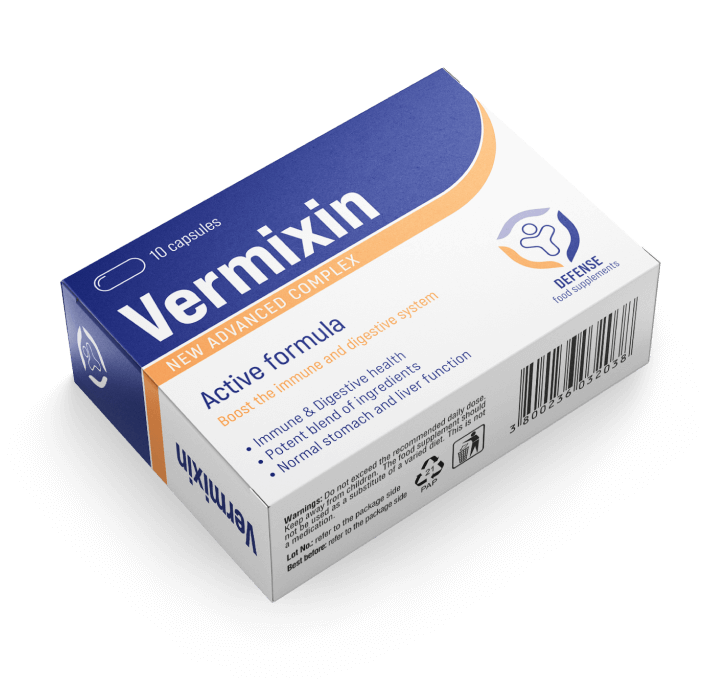 10 capsules
Vermixin
NEW ADVANCED COMPLEX
Active formula
Boost the immune and digestive system
• Immune & Digestive health
• Potent blend of ingredients
• Normal stomach and liver function
DEFENSE
food supplements
Vermixin
Warnings: Do not exceed the recommended daily dose.
Keep away from children. The food supplement should
not be used as a substitute of a varied diet. This is not
a medication.
Lot No.: refer to the package side
Best before: refer to the package side
21
PAP
3800236032038